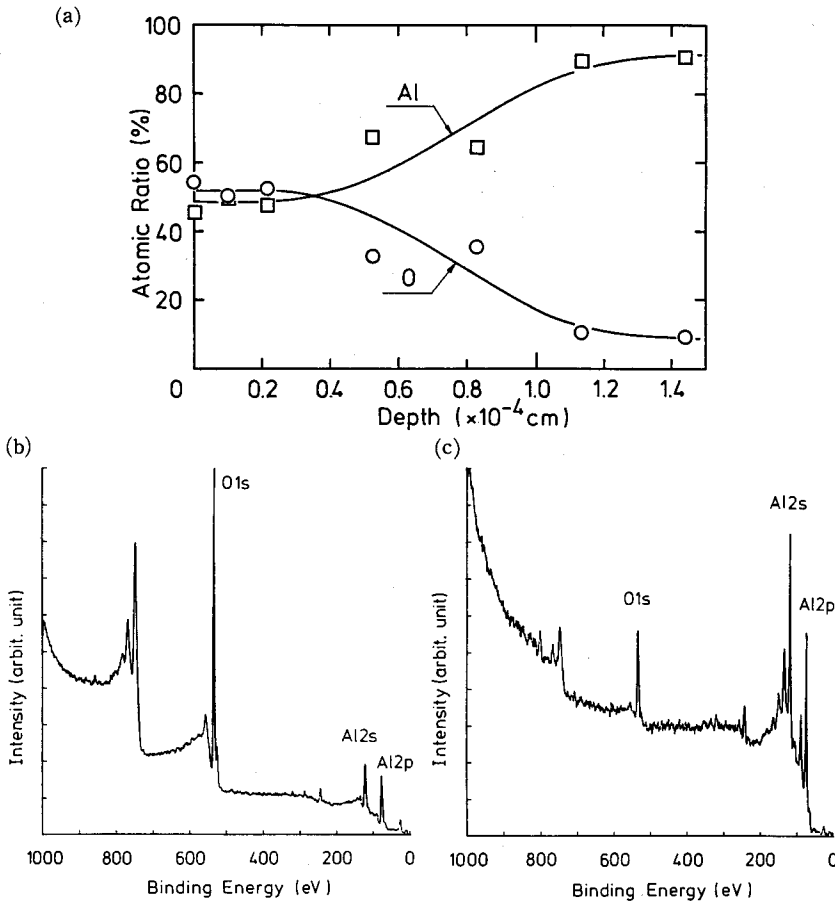 (a)
100
80
60
40
20
0
Atomic Ratio (%)
Al
O
0.2
0.4
0.6
0.8
1.0
1.2
1.4
Depth (×10⁻⁴cm)
(b)
O1s
Al2s
Al2p
Intensity (arbit. unit)
1000
800
600
400
200
0
Binding Energy (eV)
(c)
Al2s
Al2p
O1s
Intensity (arbit. unit)
1000
800
600
400
200
0
Binding Energy (eV)